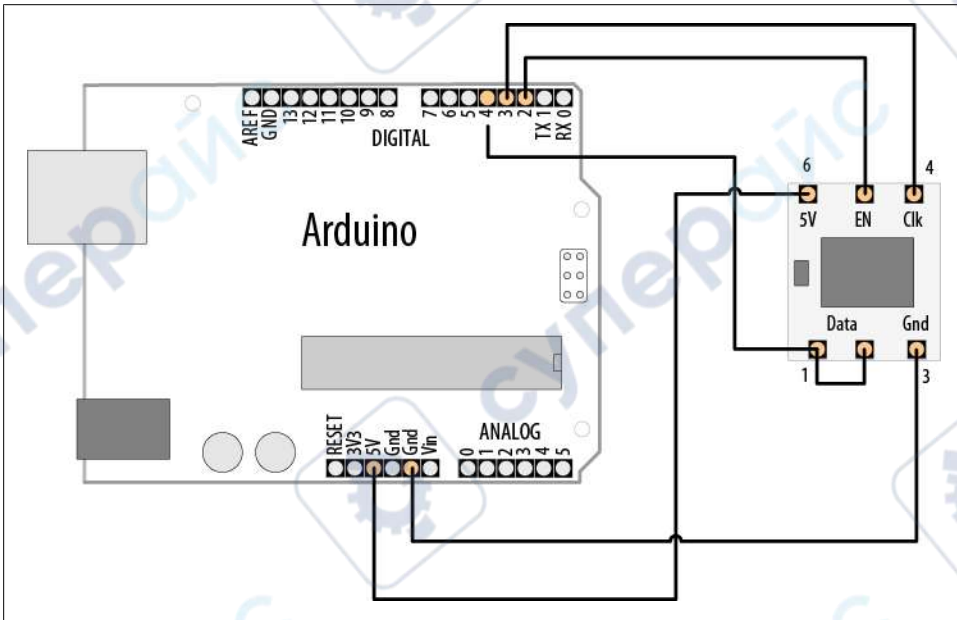 AREF
GND
13
12
11
10
9
8
7
6
5
4
3
2
TX 1
RX 0
DIGITAL
6
4
5V
EN
Clk
Arduino
Data
Gnd
1
3
RESET
3V3
5V
Gnd
Gnd
Vin
ANALOG
0
1
2
3
4
5
суперайс